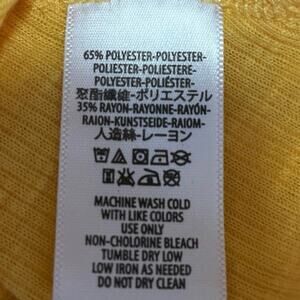 65% POLYESTER-POLYESTER-
POLIESTER-POLIESTERE-
POLYESTER-POLIÉSTER-
聚酯纖維-ポリエステル
35% RAYON-RAYONNE-RAYÓN-
RAION-KUNSTSEIDE-RAIOM-
人造絲-レーヨン
MACHINE WASH COLD
WITH LIKE COLORS
USE ONLY
NON-CHOLORINE BLEACH
TUMBLE DRY LOW
LOW IRON AS NEEDED
DO NOT DRY CLEAN